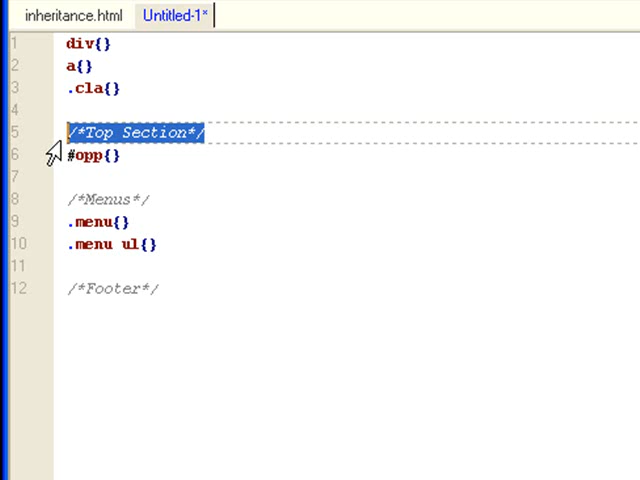 inheritance.html Untitled-1*
1 div{}
2 a{}
3 .cla{}
4
5 /*Top Section*/
6 #opp{}
7
8 /*Menus*/
9 .menu{}
10 .menu ul{}
11
12 /*Footer*/